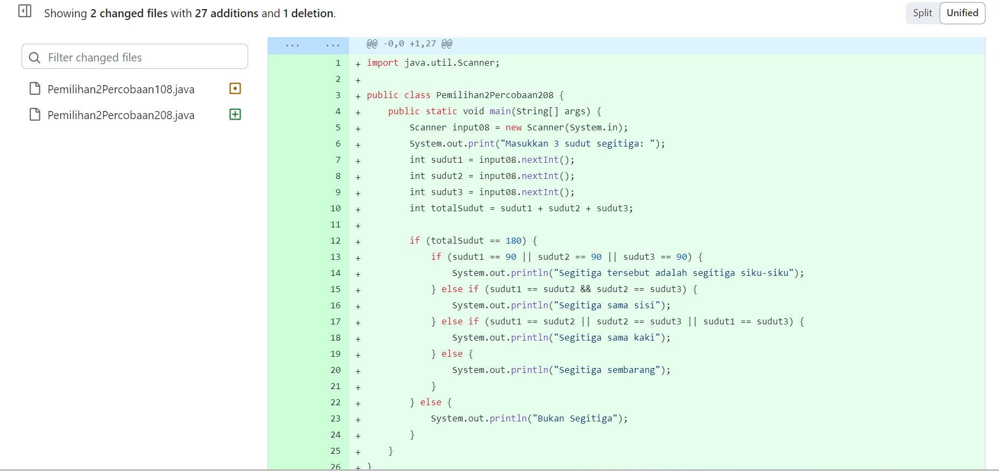 Showing 2 changed files with 27 additions and 1 deletion.
Split Unified
Filter changed files
Pemilihan2Percobaan108.java
Pemilihan2Percobaan208.java
... ... @@ -0,0 +1,27 @@
1 + import java.util.Scanner;
2 +
3 + public class Pemilihan2Percobaan208 {
4 + public static void main(String[] args) {
5 + Scanner input08 = new Scanner(System.in);
6 + System.out.print("Masukkan 3 sudut segitiga: ");
7 + int sudut1 = input08.nextInt();
8 + int sudut2 = input08.nextInt();
9 + int sudut3 = input08.nextInt();
10 + int totalSudut = sudut1 + sudut2 + sudut3;
11 +
12 + if (totalSudut == 180) {
13 + if (sudut1 == 90 || sudut2 == 90 || sudut3 == 90) {
14 + System.out.println("Segitiga tersebut adalah segitiga siku-siku");
15 + } else if (sudut1 == sudut2 && sudut2 == sudut3) {
16 + System.out.println("Segitiga sama sisi");
17 + } else if (sudut1 == sudut2 || sudut2 == sudut3 || sudut1 == sudut3) {
18 + System.out.println("Segitiga sama kaki");
19 + } else {
20 + System.out.println("Segitiga sembarang");
21 + }
22 + } else {
23 + System.out.println("Bukan Segitiga");
24 + }
25 + }
26 + }